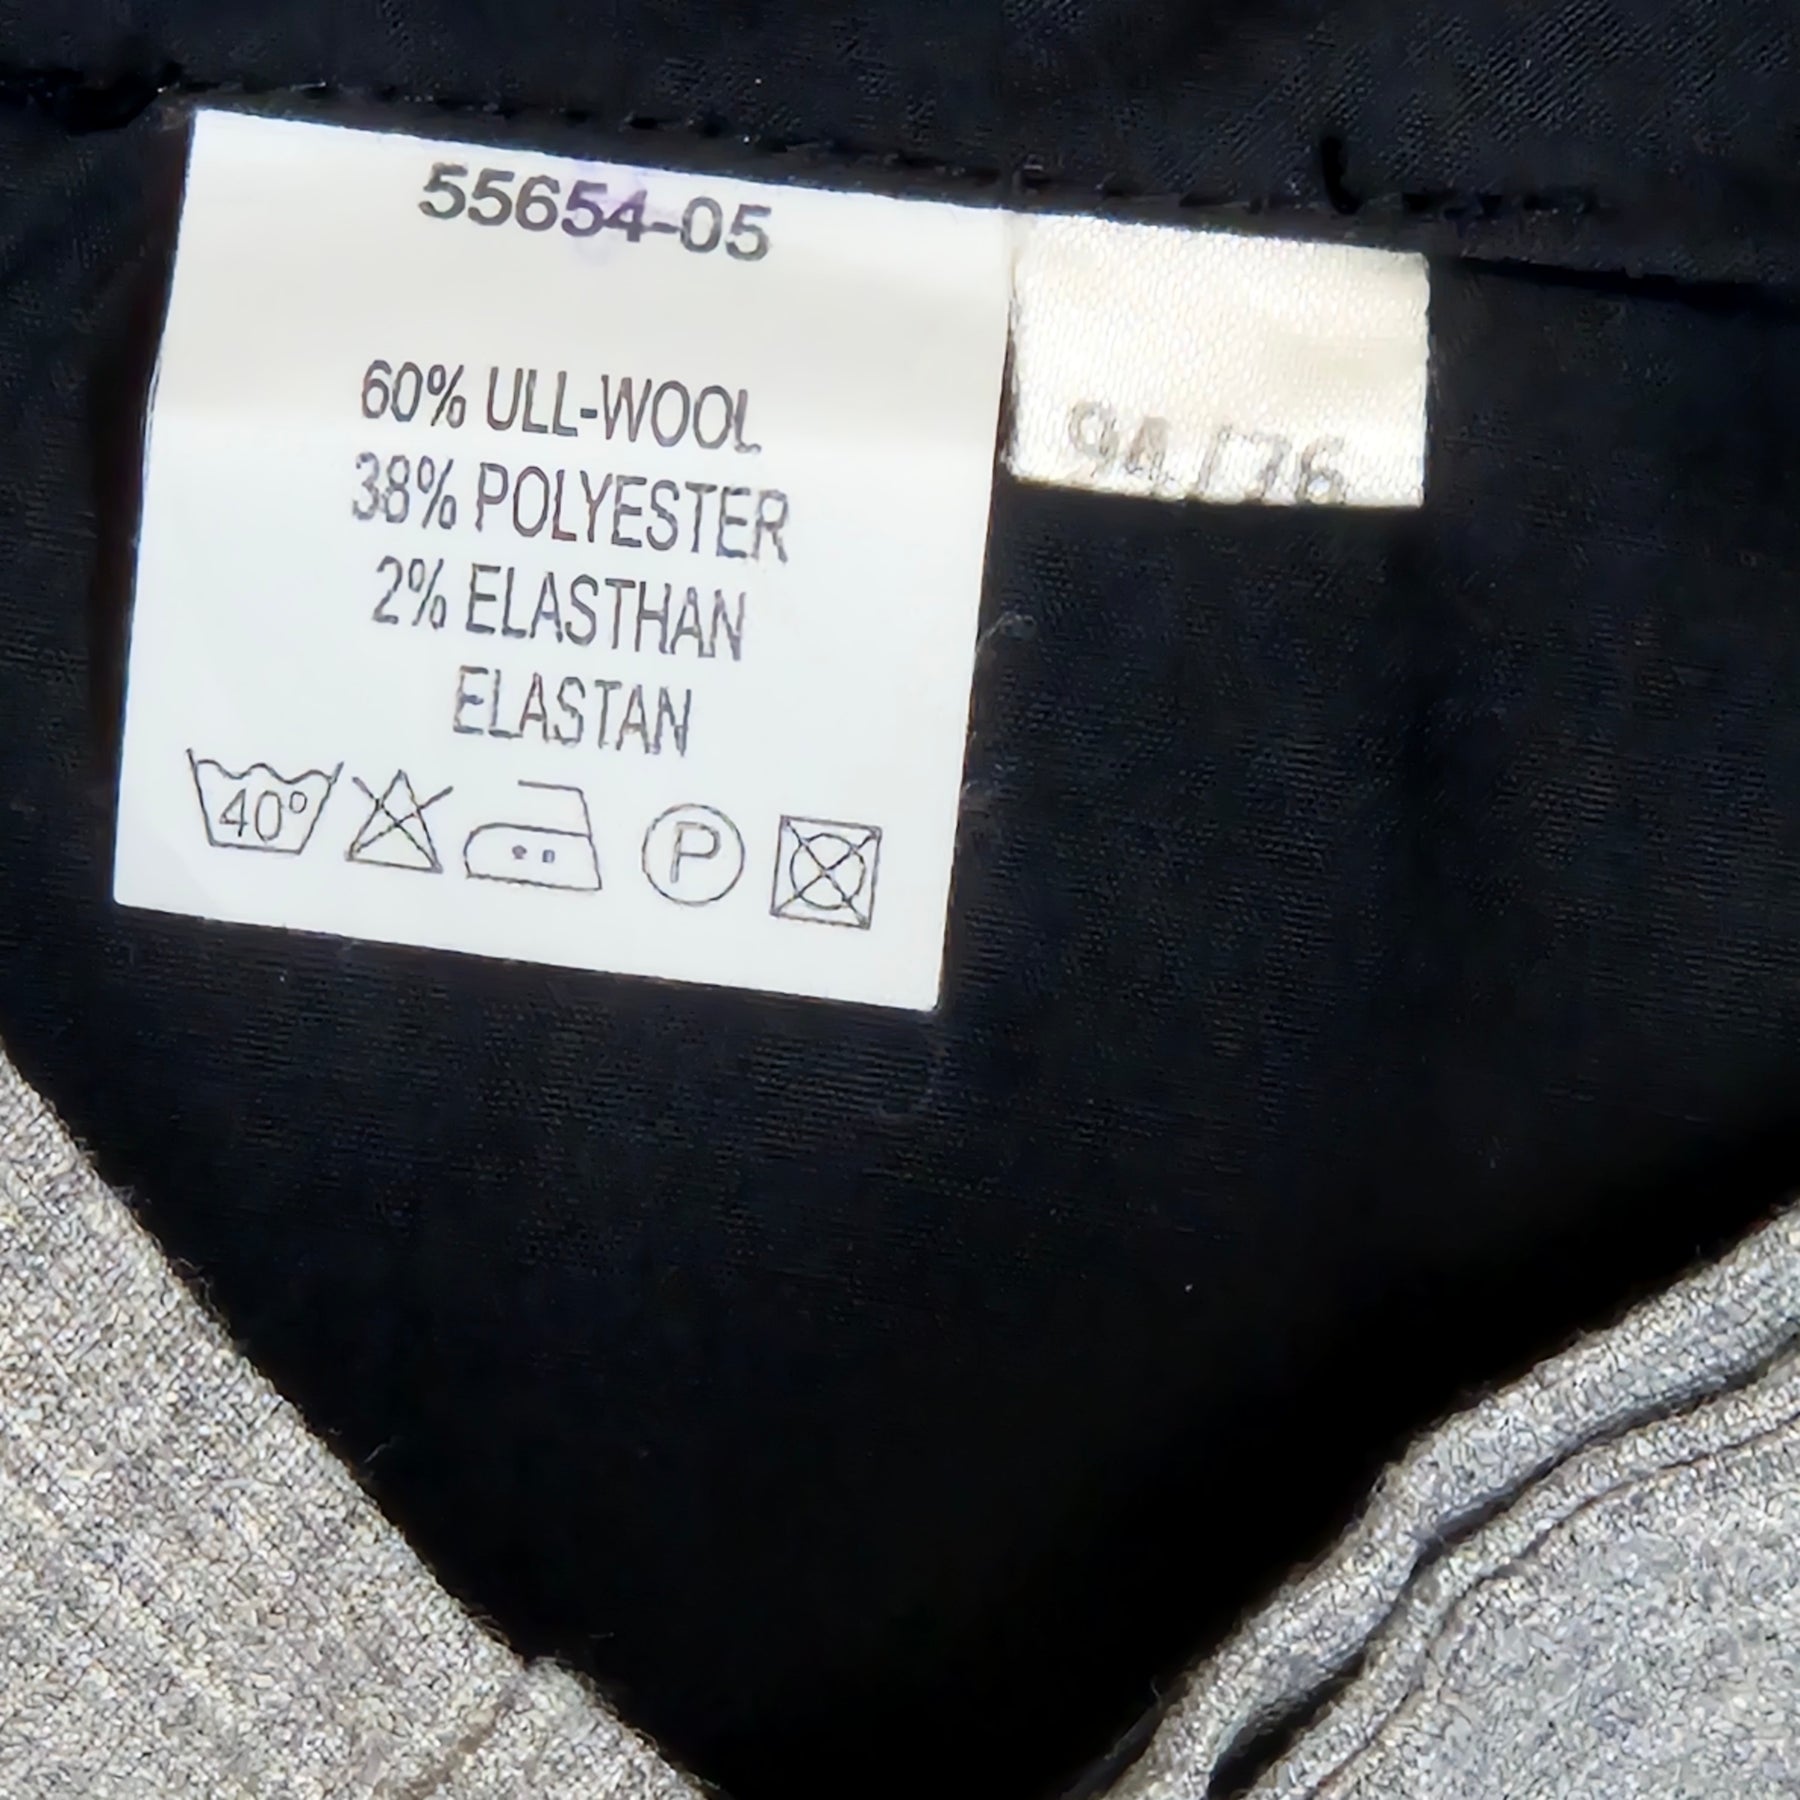 55654-05
60% ULL-WOOL
38% POLYESTER
2% ELASTHAN
ELASTAN
40°
P
94/76